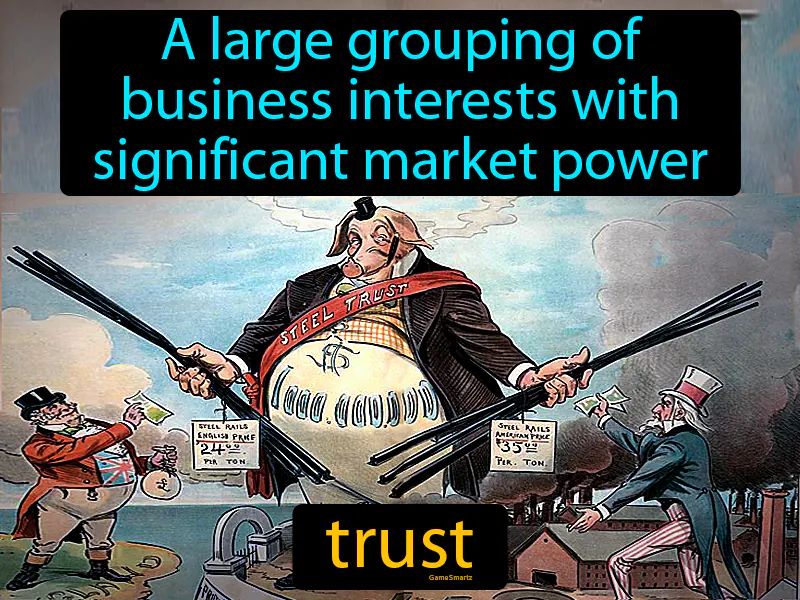 A large grouping of
business interests with
significant market power
STEEL TRUST
STEEL RAILS
ENGLISH PRICE
$24.00
PER TON.
STEEL RAILS
AMERICAN PRICE
$35.00
PER. TON.
£
ENGLAND
trust
GameSmartz